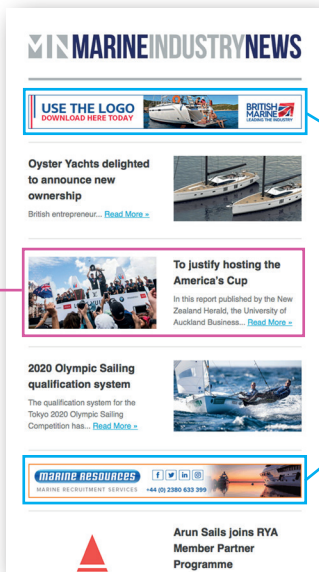 MIN MARINEINDUSTRYNEWS
USE THE LOGO
DOWNLOAD HERE TODAY
BRITISH
MARINE
LEADING THE INDUSTRY
Oyster Yachts delighted
to announce new
ownership
British entrepreneur... Read More »
To justify hosting the
America's Cup
In this report published by the New
Zealand Herald, the University of
Auckland Business... Read More »
2020 Olympic Sailing
qualification system
The qualification system for the
Tokyo 2020 Olympic Sailing
Competition has... Read More »
MARINE RESOURCES
MARINE RECRUITMENT SERVICES
+44 (0) 2380 633 399
Arun Sails joins RYA
Member Partner
Programme